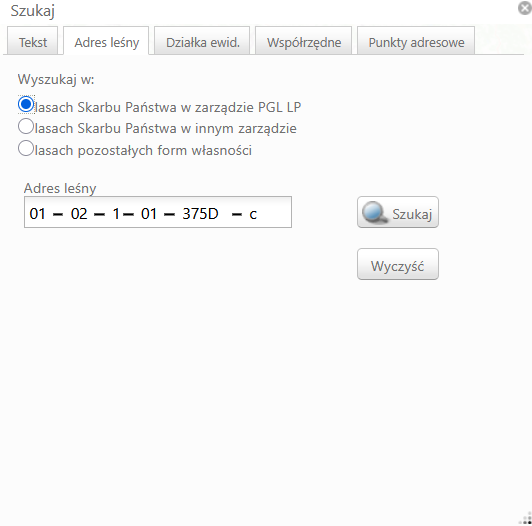 Szukaj
Tekst Adres leśny Działka ewid. Współrzędne Punkty adresowe
Wyszukaj w:
lasach Skarbu Państwa w zarządzie PGL LP
lasach Skarbu Państwa w innym zarządzie
lasach pozostałych form własności
Adres leśny
01 – 02 – 1 – 01 – 375D – c Szukaj
Wyczyść